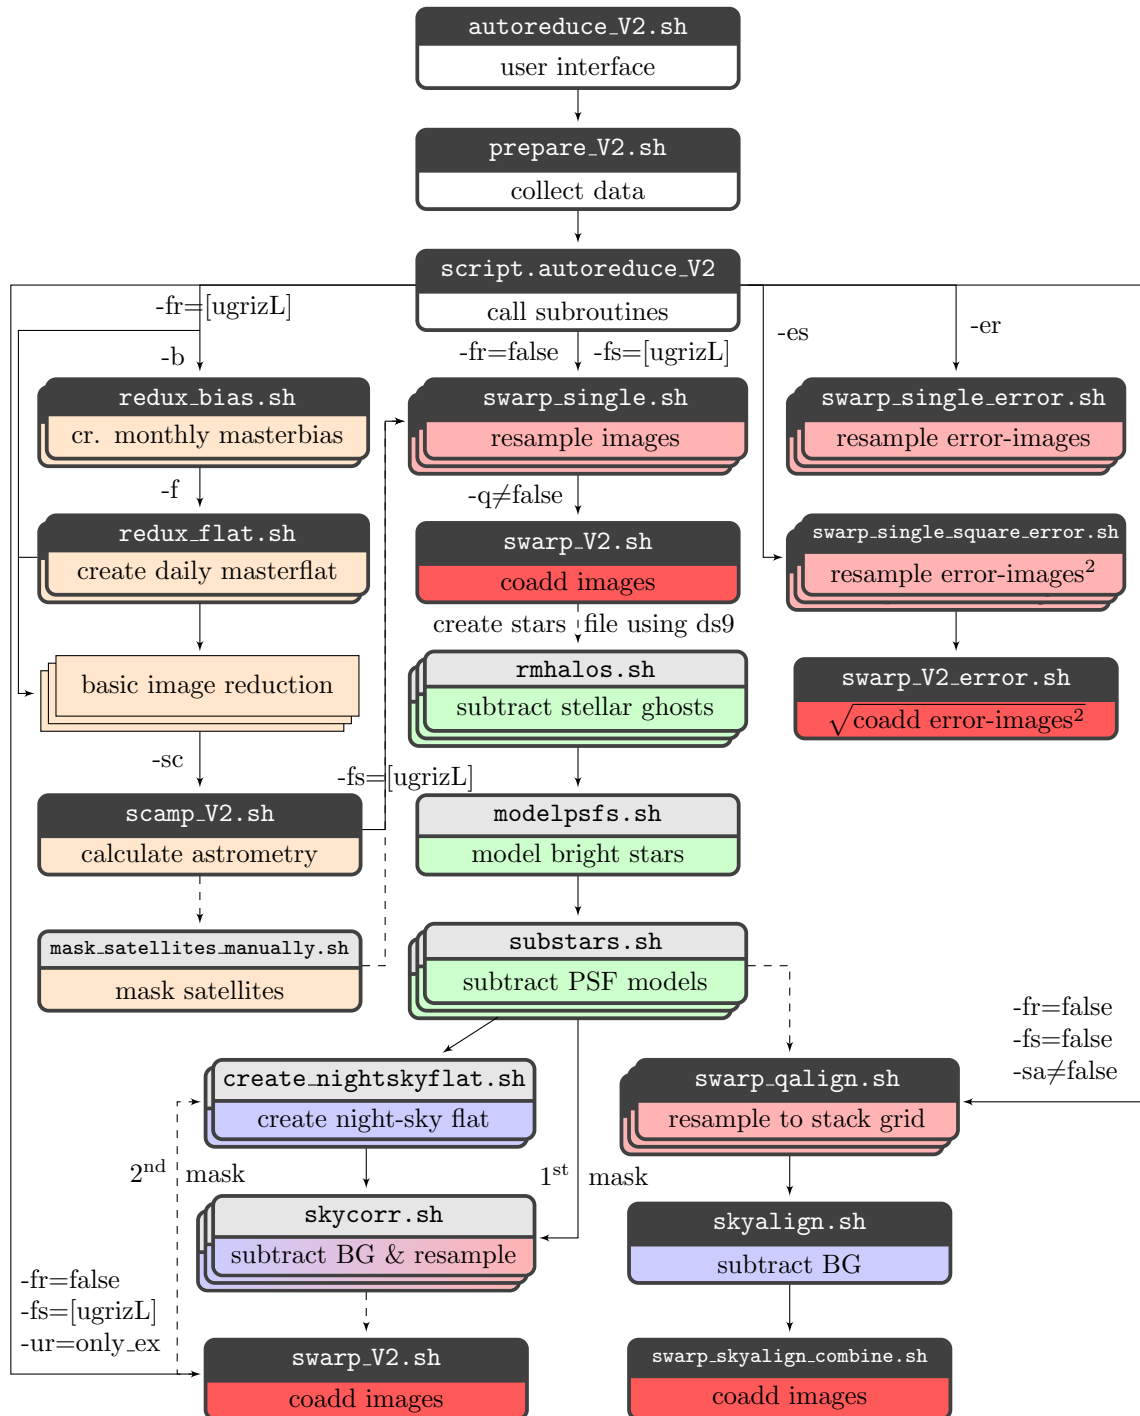 autoreduce_V2.sh
user interface
prepare_V2.sh
collect data
script.autoreduce_V2
call subroutines
-fr=[ugrizL]
-b
-fr=false
-fs=[ugrizL]
-es
-er
redux_bias.sh
cr. monthly masterbias
swarp_single.sh
resample images
swarp_single_error.sh
resample error-images
-f
-q≠false
redux_flat.sh
create daily masterflat
swarp_V2.sh
coadd images
swarp_single_square_error.sh
resample error-images²
create stars file using ds9
basic image reduction
rmhalos.sh
subtract stellar ghosts
swarp_V2_error.sh
√coadd error-images²
-sc
-fs=[ugrizL]
scamp_V2.sh
calculate astrometry
modelpsfs.sh
model bright stars
mask_satellites_manually.sh
mask satellites
substars.sh
subtract PSF models
-fr=false
-fs=false
-sa≠false
create_nightskyflat.sh
create night-sky flat
swarp_qalign.sh
resample to stack grid
2nd mask
1st mask
skycorr.sh
subtract BG & resample
skyalign.sh
subtract BG
-fr=false
-fs=[ugrizL]
-ur=only_ex
swarp_V2.sh
coadd images
swarp_skyalign_combine.sh
coadd images